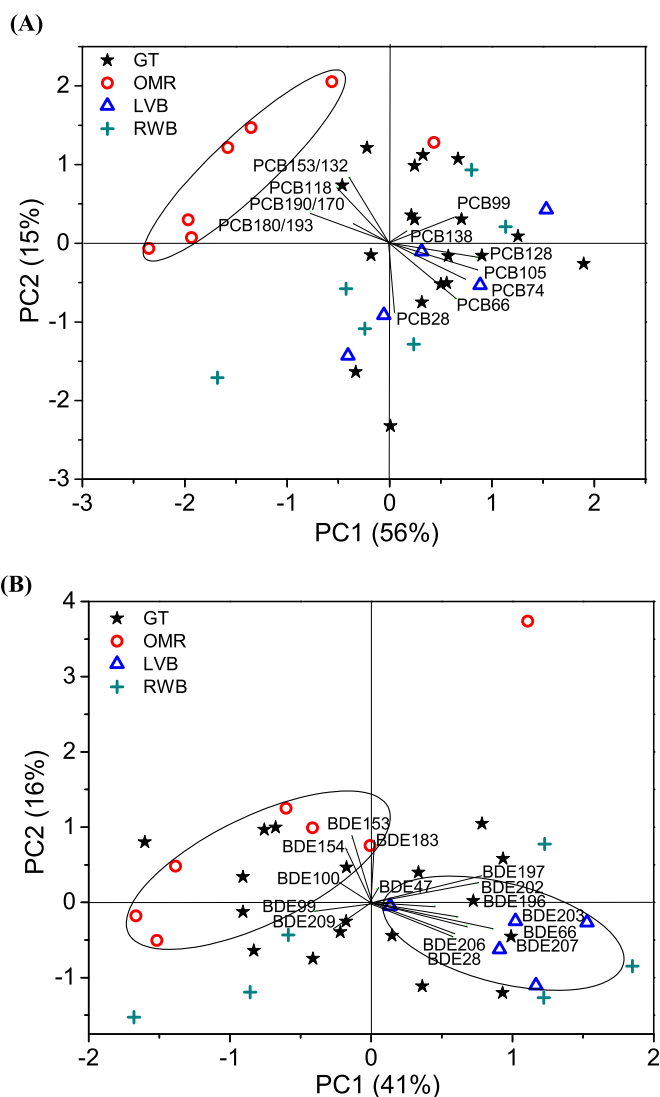 (A)
GT
OMR
LVB
RWB
PCB153/132
PCB118
PCB190/170
PCB180/193
PCB99
PCB138
PCB128
PCB105
PCB74
PCB66
PCB28
2
1
0
-1
-2
-3
PC2 (15%)
-3 -2 -1 0 1 2
PC1 (56%)
(B)
GT
OMR
LVB
RWB
BDE153
BDE183
BDE154
BDE100
BDE47
BDE197
BDE202
BDE196
BDE99
BDE209
BDE203
BDE66
BDE206
BDE207
BDE28
4
3
2
1
0
-1
PC2 (16%)
-2 -1 0 1 2
PC1 (41%)